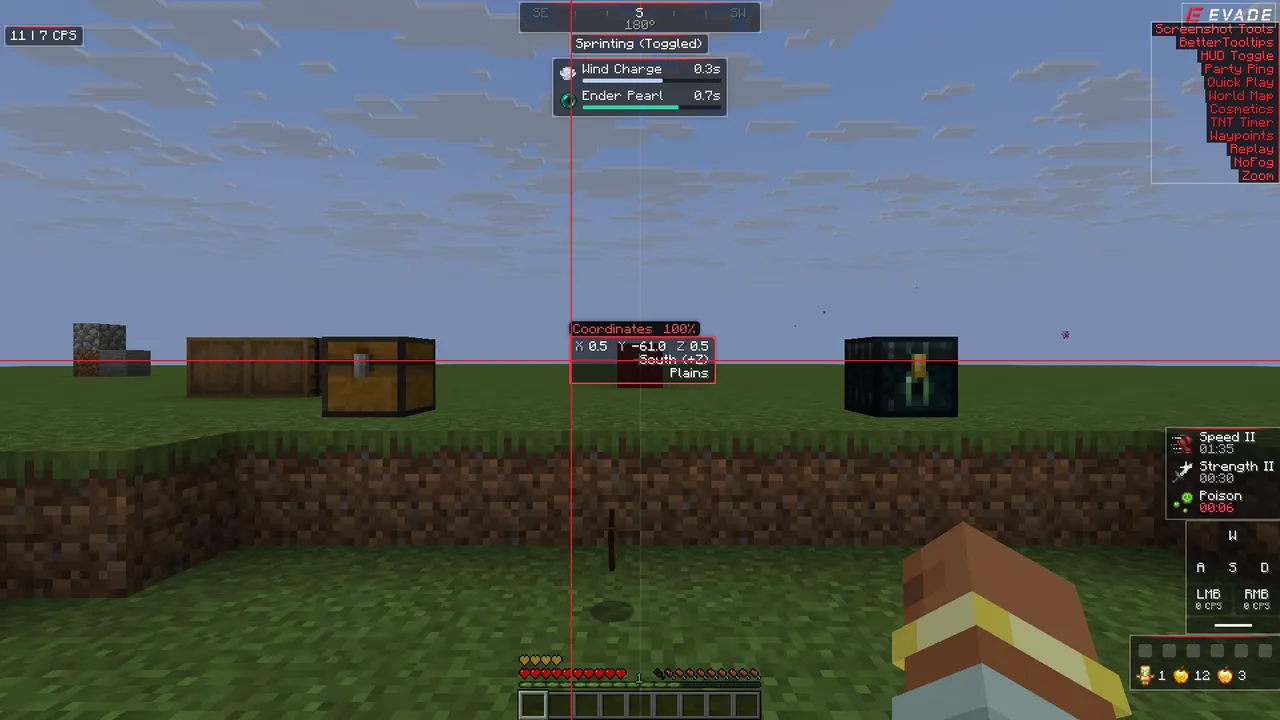 SE S SW
180°
11 | 7 CPS
EVADE
Sprinting (Toggled)
Wind Charge 0.3s
Ender Pearl 0.7s
Screenshot Tools
BetterTooltips
HUD Toggle
Party Ping
Quick Play
World Map
Cosmetics
TNT Timer
Waypoints
Replay
NoFog
Zoom
Coordinates 100%
X 0.5 Y -61.0 Z 0.5
South (+Z)
Plains
Speed II
01:35
Strength II
00:30
Poison
00:06
W
A S D
LMB RMB
0 CPS 0 CPS
1 12 3
1